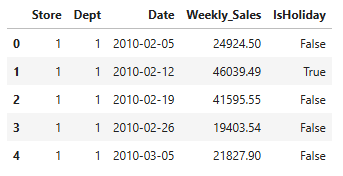 Store Dept Date Weekly_Sales IsHoliday
0 1 1 2010-02-05 24924.50 False
1 1 1 2010-02-12 46039.49 True
2 1 1 2010-02-19 41595.55 False
3 1 1 2010-02-26 19403.54 False
4 1 1 2010-03-05 21827.90 False